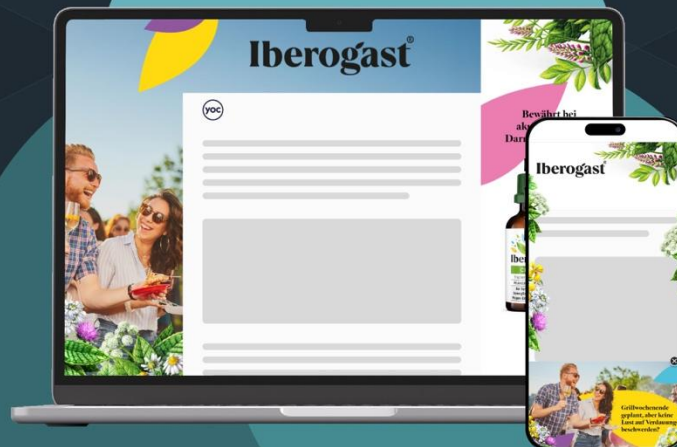 Iberogast®
yoc
Bewährt bei
Iberogast
Grillwochenende
geplant, aber keine
Lust auf Verdauungs-
beschwerden?